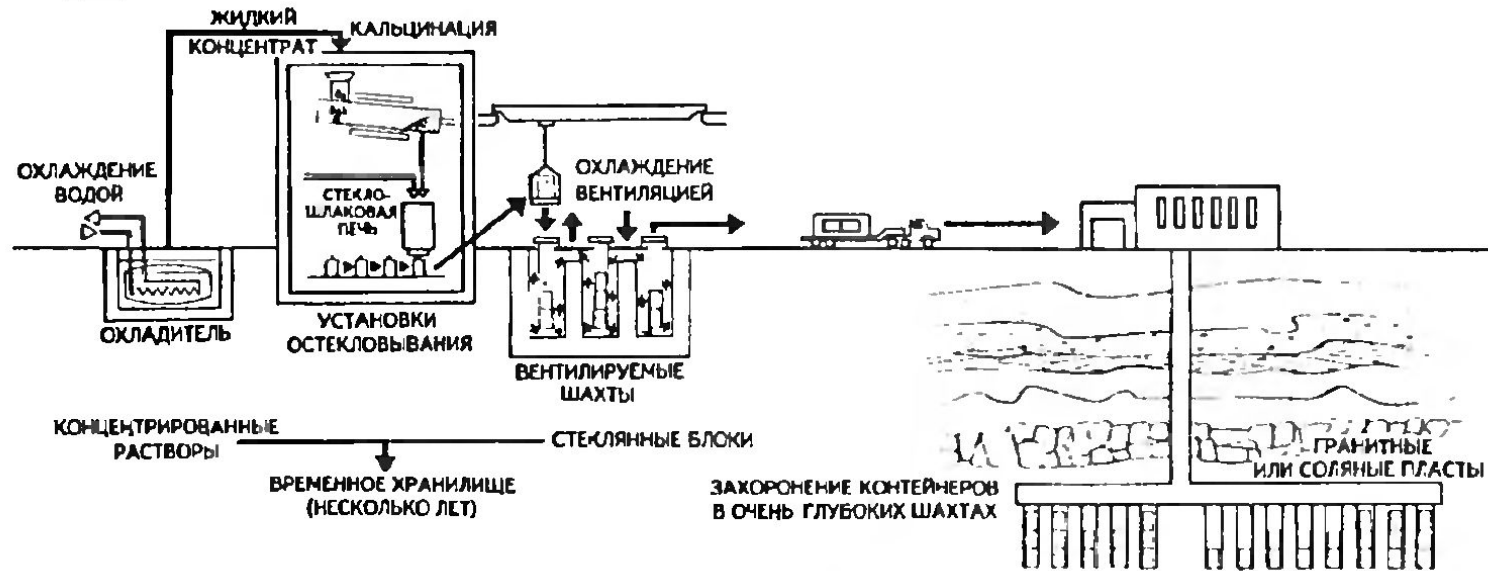 ЖИДКИЙ
КОНЦЕНТРАТ
КАЛЬЦИНАЦИЯ
ОХЛАЖДЕНИЕ
ВОДОЙ
СТЕКЛО-
ШЛАКОВАЯ
ПЕЧЬ
ОХЛАЖДЕНИЕ
ВЕНТИЛЯЦИЕЙ
ОХЛАДИТЕЛЬ
УСТАНОВКИ
ОСТЕКЛОВЫВАНИЯ
ВЕНТИЛИРУЕМЫЕ
ШАХТЫ
КОНЦЕНТРИРОВАННЫЕ
РАСТВОРЫ
СТЕКЛЯННЫЕ БЛОКИ
ВРЕМЕННОЕ ХРАНИЛИЩЕ
(НЕСКОЛЬКО ЛЕТ)
ГРАНИТНЫЕ
ИЛИ СОЛЯНЫЕ ПЛАСТЫ
ЗАХОРОНЕНИЕ КОНТЕЙНЕРОВ
В ОЧЕНЬ ГЛУБОКИХ ШАХТАХ